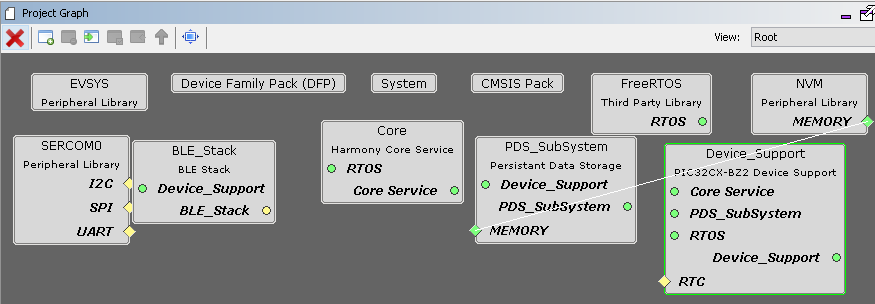 Project Graph
View:
Root
EVSYS
Peripheral Library
Device Family Pack (DFP)
System
CMSIS Pack
FreeRTOS
Third Party Library
RTOS
NVM
Peripheral Library
MEMORY
SERCOM0
Peripheral Library
I2C
SPI
UART
BLE_Stack
BLE Stack
Device_Support
BLE_Stack
Core
Harmony Core Service
RTOS
Core Service
PDS_SubSystem
Persistant Data Storage
Device_Support
PDS_SubSystem
MEMORY
Device_Support
PIC32CX-BZ2 Device Support
Core Service
PDS_SubSystem
RTOS
Device_Support
RTC